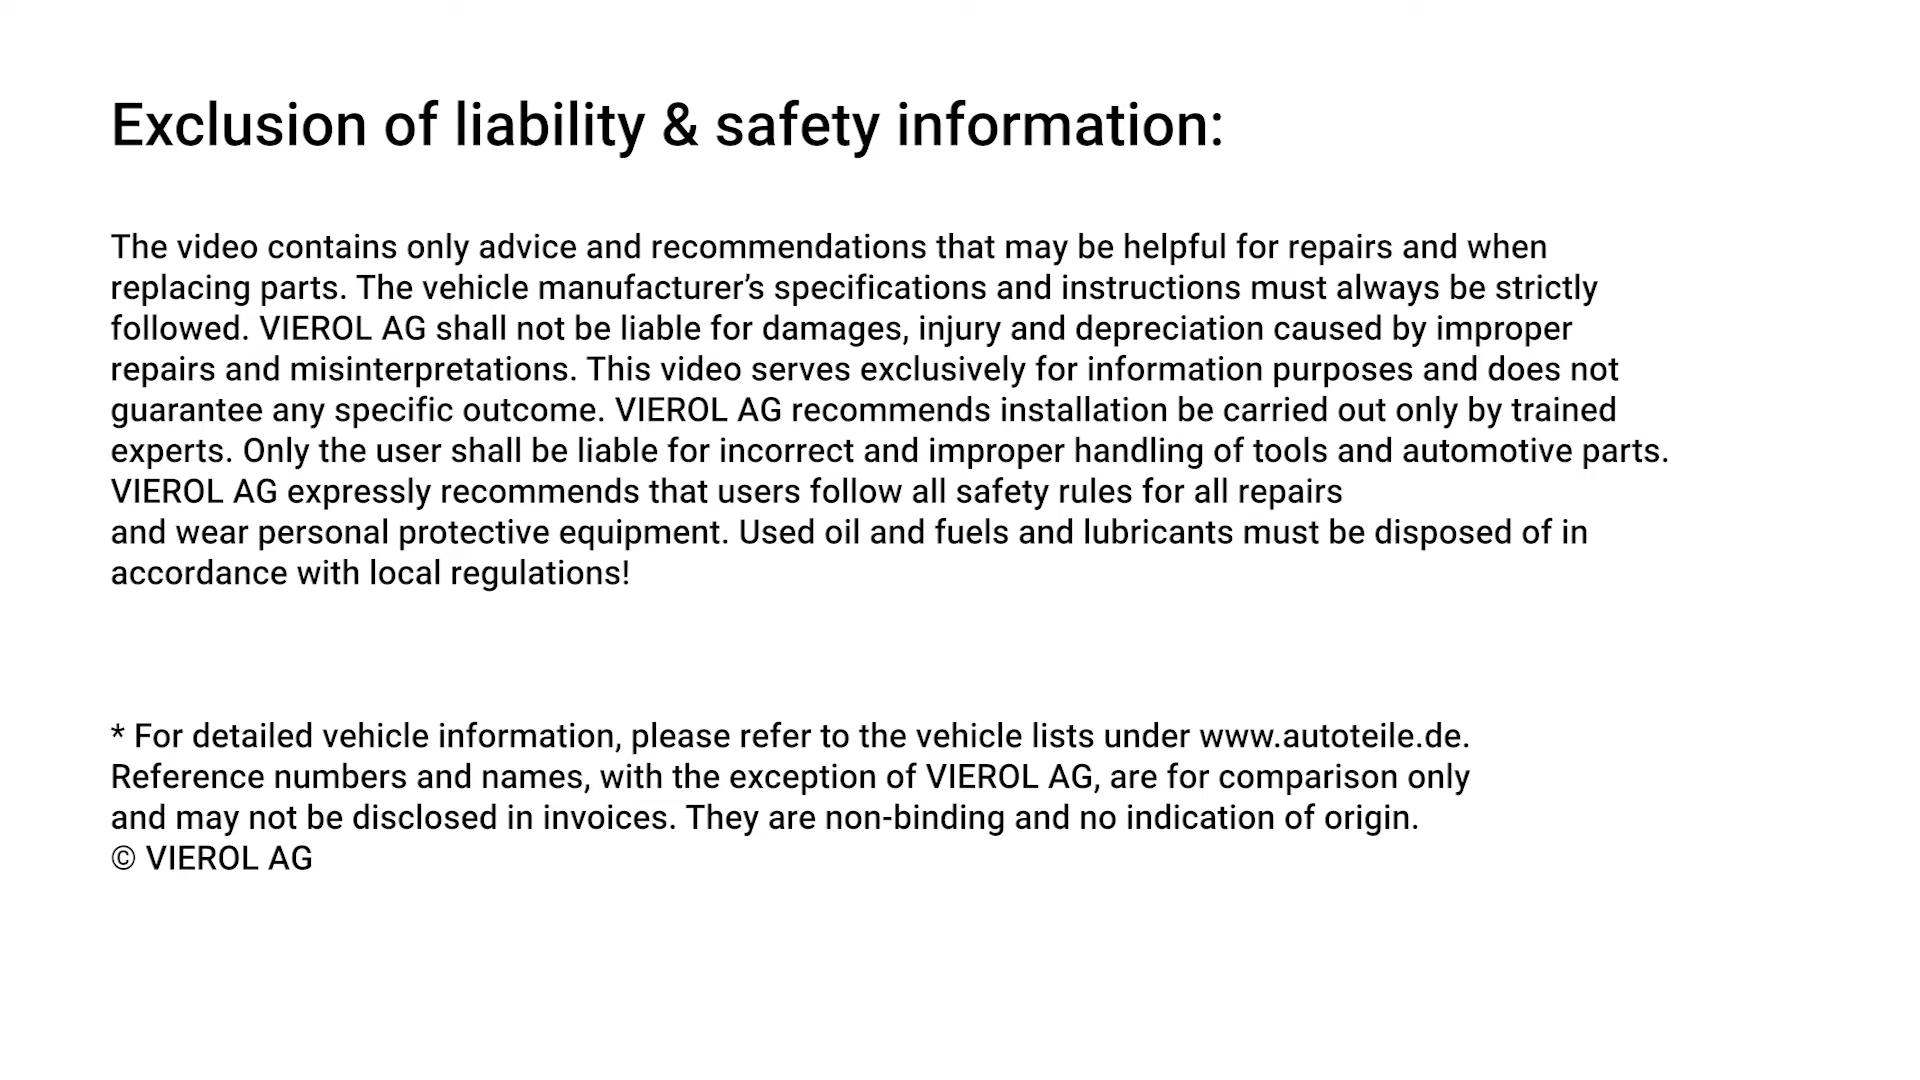 Exclusion of liability & safety information:
The video contains only advice and recommendations that may be helpful for repairs and when
replacing parts. The vehicle manufacturer’s specifications and instructions must always be strictly
followed. VIEROL AG shall not be liable for damages, injury and depreciation caused by improper
repairs and misinterpretations. This video serves exclusively for information purposes and does not
guarantee any specific outcome. VIEROL AG recommends installation be carried out only by trained
experts. Only the user shall be liable for incorrect and improper handling of tools and automotive parts.
VIEROL AG expressly recommends that users follow all safety rules for all repairs
and wear personal protective equipment. Used oil and fuels and lubricants must be disposed of in
accordance with local regulations!
* For detailed vehicle information, please refer to the vehicle lists under www.autoteile.de.
Reference numbers and names, with the exception of VIEROL AG, are for comparison only
and may not be disclosed in invoices. They are non-binding and no indication of origin.
© VIEROL AG